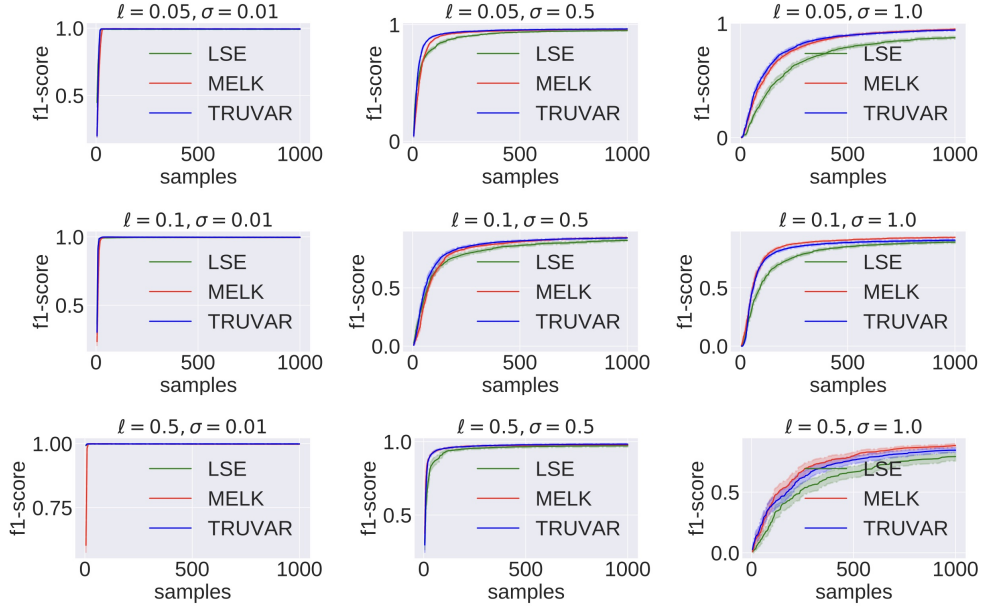 ℓ = 0.05, σ = 0.01
1.0
0.5
f1-score
LSE
MELK
TRUVAR
0
500
1000
samples
ℓ = 0.05, σ = 0.5
1
0
f1-score
LSE
MELK
TRUVAR
0
500
1000
samples
ℓ = 0.05, σ = 1.0
1
0
f1-score
LSE
MELK
TRUVAR
0
500
1000
samples
ℓ = 0.1, σ = 0.01
1.0
0.5
f1-score
LSE
MELK
TRUVAR
0
500
1000
samples
ℓ = 0.1, σ = 0.5
0.5
0.0
f1-score
LSE
MELK
TRUVAR
0
500
1000
samples
ℓ = 0.1, σ = 1.0
0.5
0.0
f1-score
LSE
MELK
TRUVAR
0
500
1000
samples
ℓ = 0.5, σ = 0.01
1.00
0.75
f1-score
LSE
MELK
TRUVAR
0
500
1000
samples
ℓ = 0.5, σ = 0.5
1.0
0.5
f1-score
LSE
MELK
TRUVAR
0
500
1000
samples
ℓ = 0.5, σ = 1.0
0.5
0.0
f1-score
LSE
MELK
TRUVAR
0
500
1000
samples